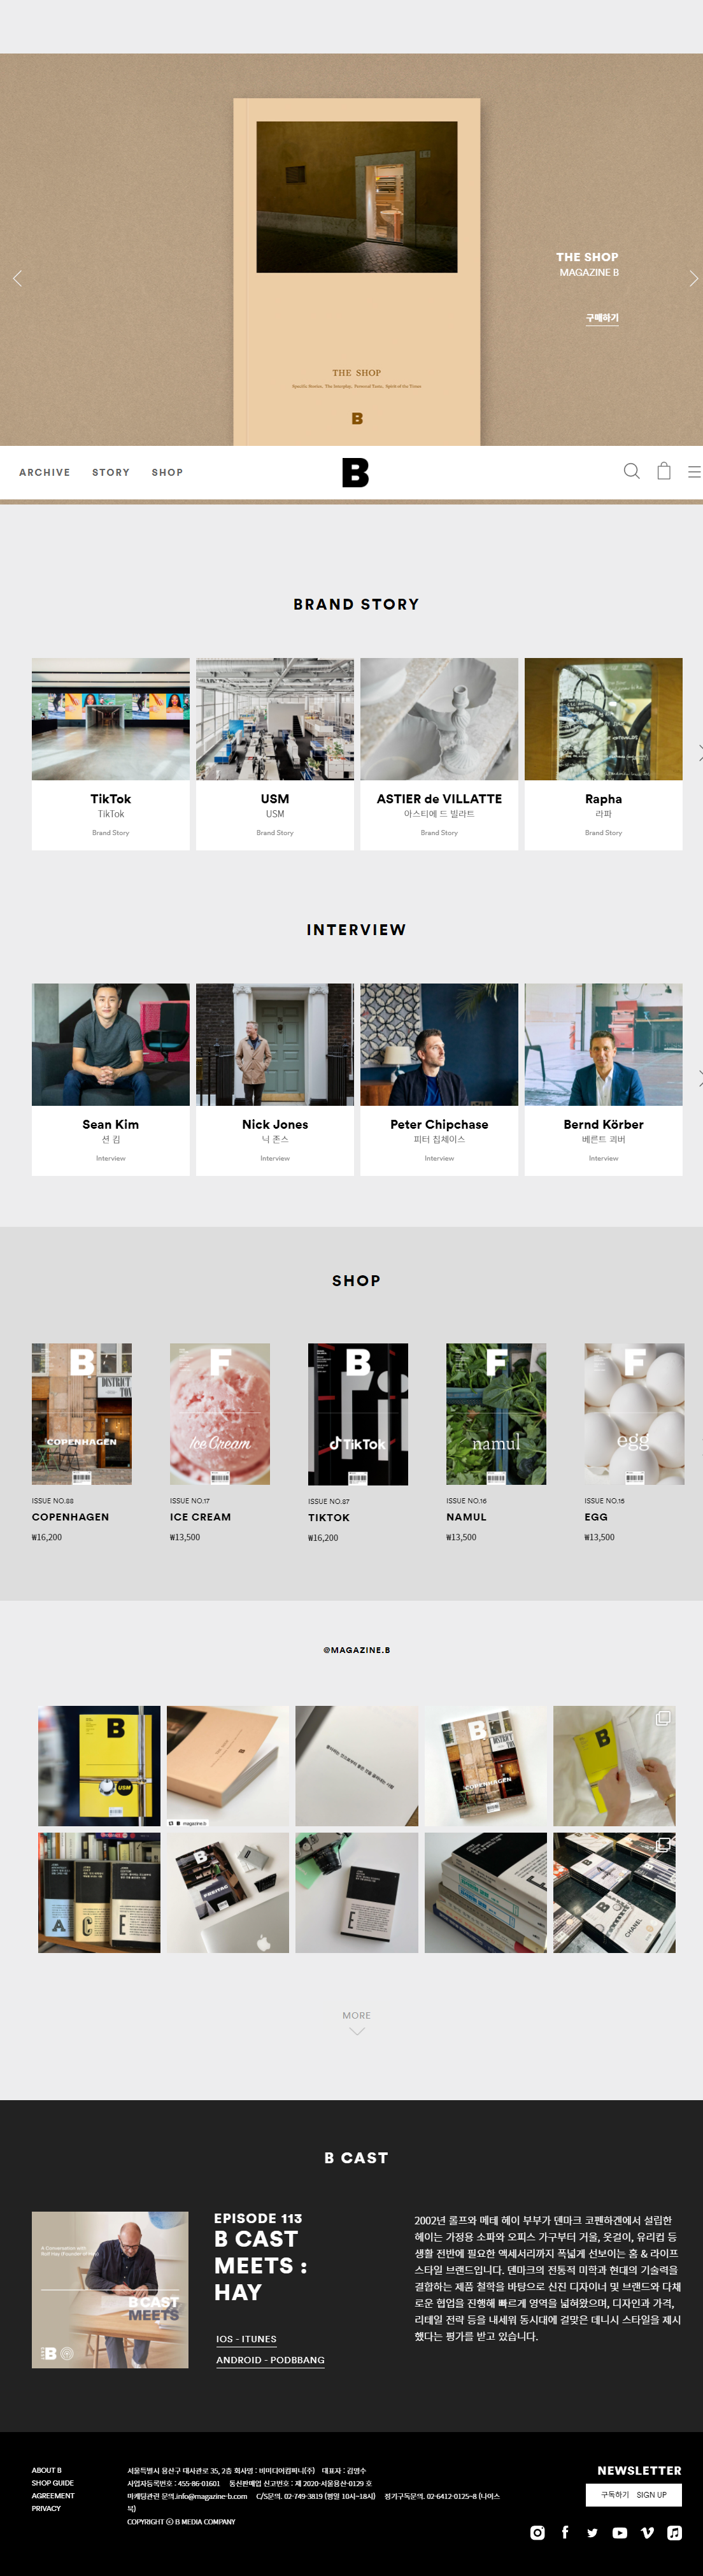 THE SHOP
MAGAZINE B
구매하기
THE SHOP
B
ARCHIVE STORY SHOP
B
BRAND STORY
TikTok
TikTok
Brand Story
USM
USM
Brand Story
ASTIER de VILLATTE
아스티에 드 빌라트
Brand Story
Rapha
라파
Brand Story
INTERVIEW
Sean Kim
션 킴
Interview
Nick Jones
닉 존스
Interview
Peter Chipchase
피터 칩체이스
Interview
Bernd Körber
베른트 쾨버
Interview
SHOP
B
DISTRICT
COPENHAGEN
ISSUE NO.88
COPENHAGEN
₩16,200
F
Ice Cream
ISSUE NO.17
ICE CREAM
₩13,500
B
TikTok
ISSUE NO.87
TIKTOK
₩16,200
F
namul
ISSUE NO.16
NAMUL
₩13,500
F
egg
ISSUE NO.15
EGG
₩13,500
@MAGAZINE.B
B
USM
B magazine.b
B
COPENHAGEN
B
A C E
B
FREITAG
E
B
CHANEL
MORE
B CAST
A Conversation with
Rolf Hay (Founder of Hay)
B CAST
MEETS
B
EPISODE 113
B CAST
MEETS :
HAY
IOS - ITUNES
ANDROID - PODBBANG
2002년 롤프와 메테 헤이 부부가 덴마크 코펜하겐에서 설립한
헤이는 가정용 소파와 오피스 가구부터 거울, 옷걸이, 유리컵 등
생활 전반에 필요한 액세서리까지 폭넓게 선보이는 홈 & 라이프
스타일 브랜드입니다. 덴마크의 전통적 미학과 현대의 기술력을
결합하는 제품 철학을 바탕으로 신진 디자이너 및 브랜드와 다채
로운 협업을 진행해 빠르게 영역을 넓혀왔으며, 디자인과 가격,
리테일 전략 등을 내세워 동시대에 걸맞은 데니시 스타일을 제시
했다는 평가를 받고 있습니다.
ABOUT B
SHOP GUIDE
AGREEMENT
PRIVACY
서울특별시 용산구 대사관로 35, 2층 회사명 : 비미디어컴퍼니(주) 대표자 : 김명수
사업자등록번호 : 455-86-01601 통신판매업 신고번호 : 제 2020-서울용산-0129 호
마케팅관련 문의.info@magazine-b.com C/S문의. 02-749-3819 (평일 10시~18시) 정기구독문의. 02-6412-0125~8 (나이스
북)
COPYRIGHT ⓒ B MEDIA COMPANY
NEWSLETTER
구독하기 SIGN UP